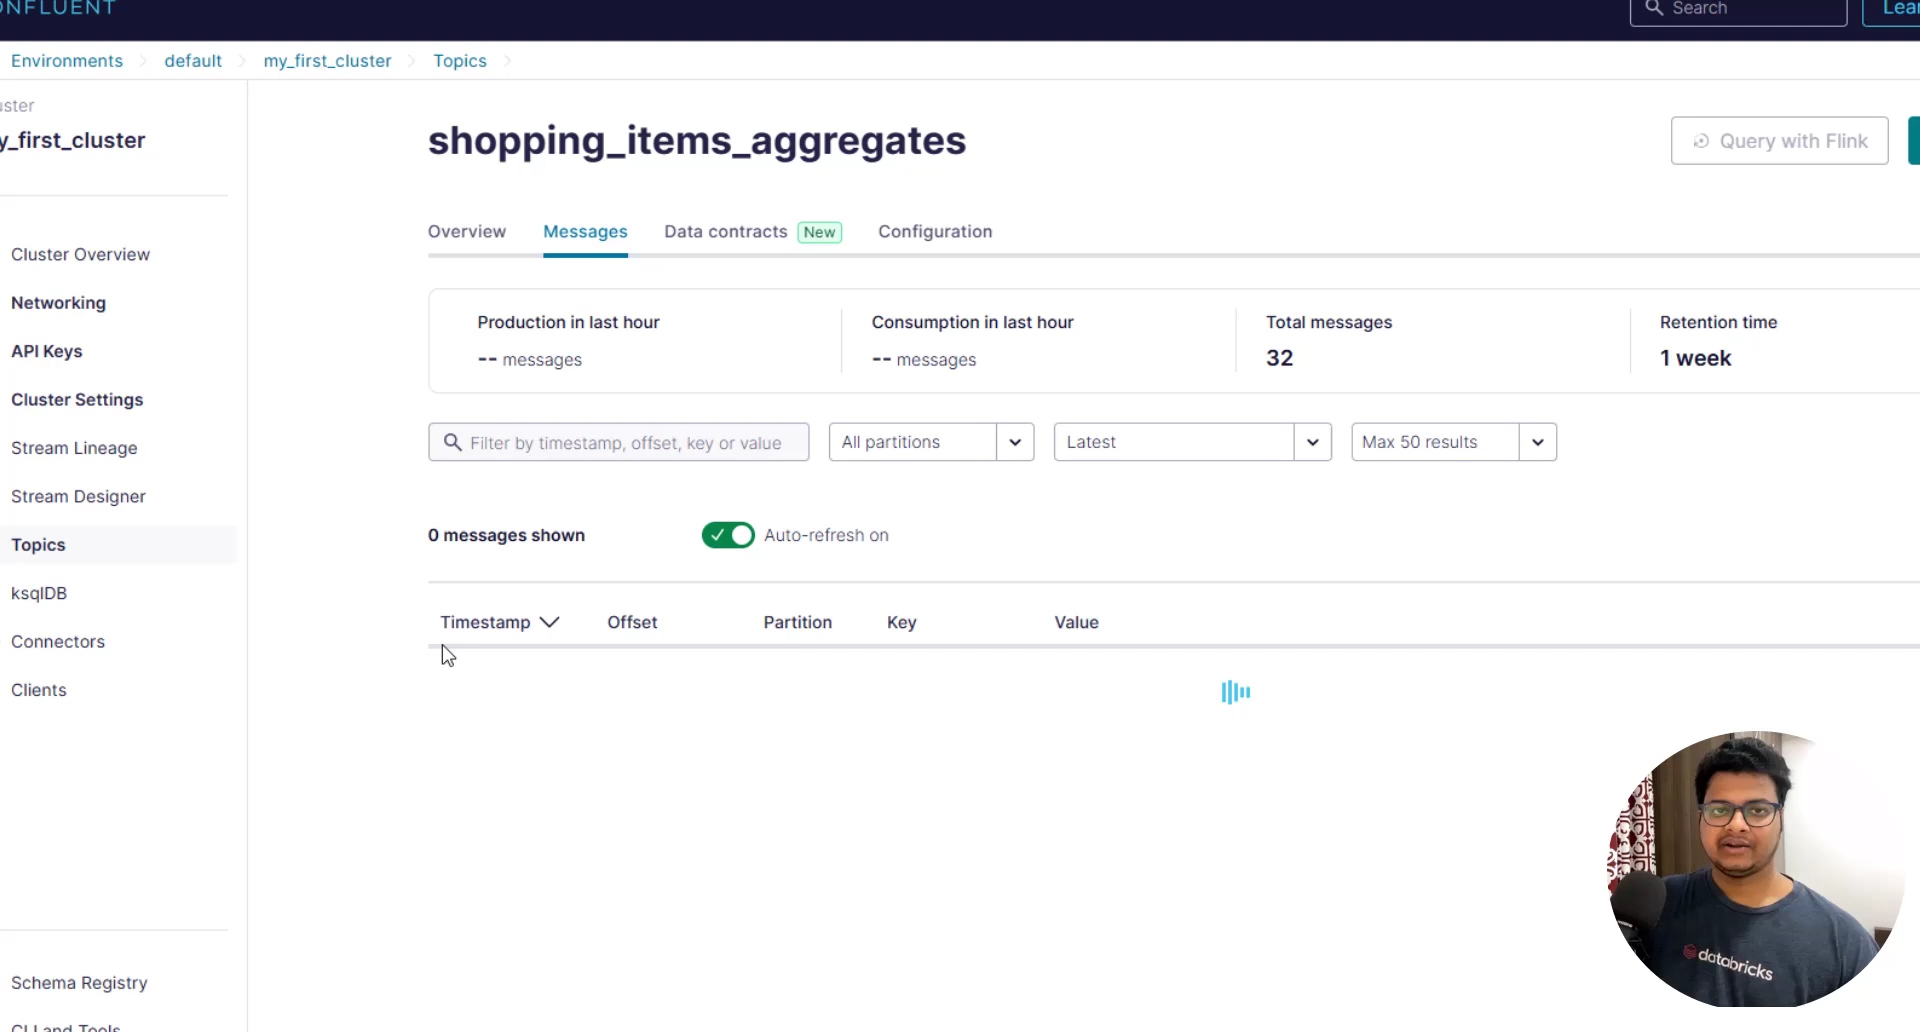 ONFLUENT
Search
Lear
Environments
default
my_first_cluster
Topics
uster
y_first_cluster
Cluster Overview
Networking
API Keys
Cluster Settings
Stream Lineage
Stream Designer
Topics
ksqlDB
Connectors
Clients
Schema Registry
CLI and Tools
shopping_items_aggregates
Query with Flink
Overview
Messages
Data contracts New
Configuration
Production in last hour
-- messages
Consumption in last hour
-- messages
Total messages
32
Retention time
1 week
Filter by timestamp, offset, key or value
All partitions
Latest
Max 50 results
0 messages shown
Auto-refresh on
Timestamp
Offset
Partition
Key
Value
databricks